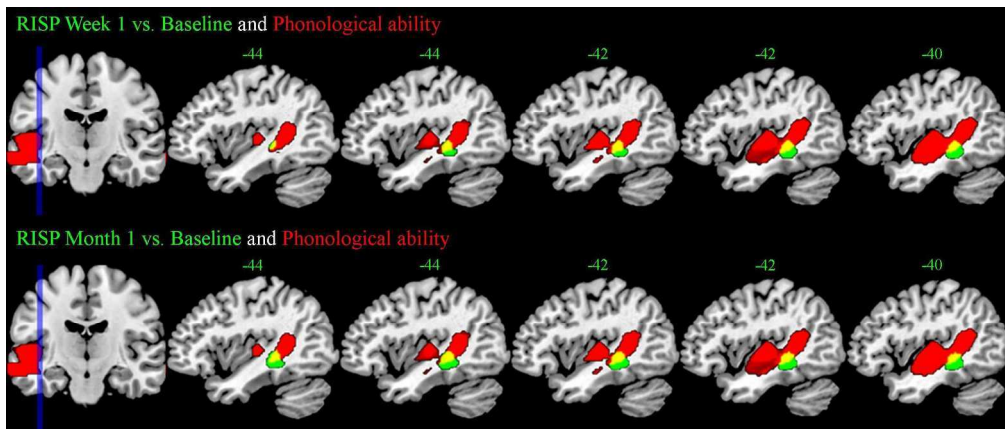 RISP Week 1 vs. Baseline and Phonological ability
-44 -44 -42 -42 -40
RISP Month 1 vs. Baseline and Phonological ability
-44 -44 -42 -42 -40